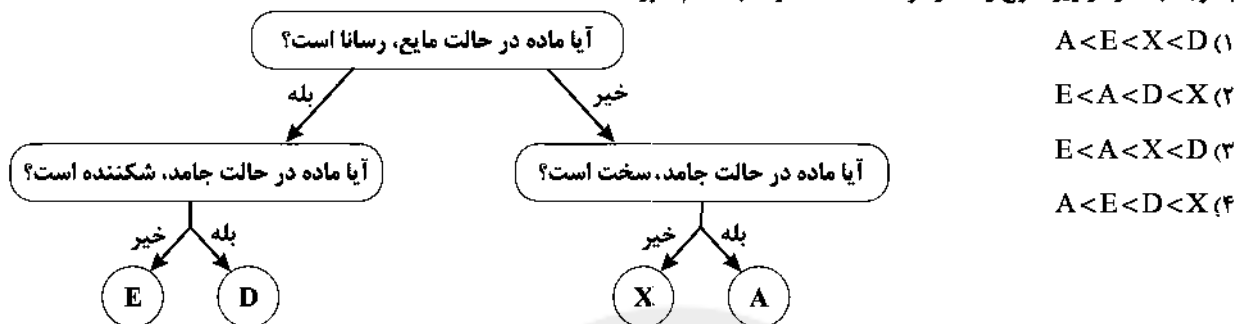 آیا ماده در حالت مایع، رسانا است؟
بله
خیر
آیا ماده در حالت جامد، سخت است؟
آیا ماده در حالت جامد، شکننده است؟
بله
خیر
بله
خیر
A
X
D
E
۱) A<E<X<D
۲) E<A<D<X
۳) E<A<X<D
۴) A<E<D<X